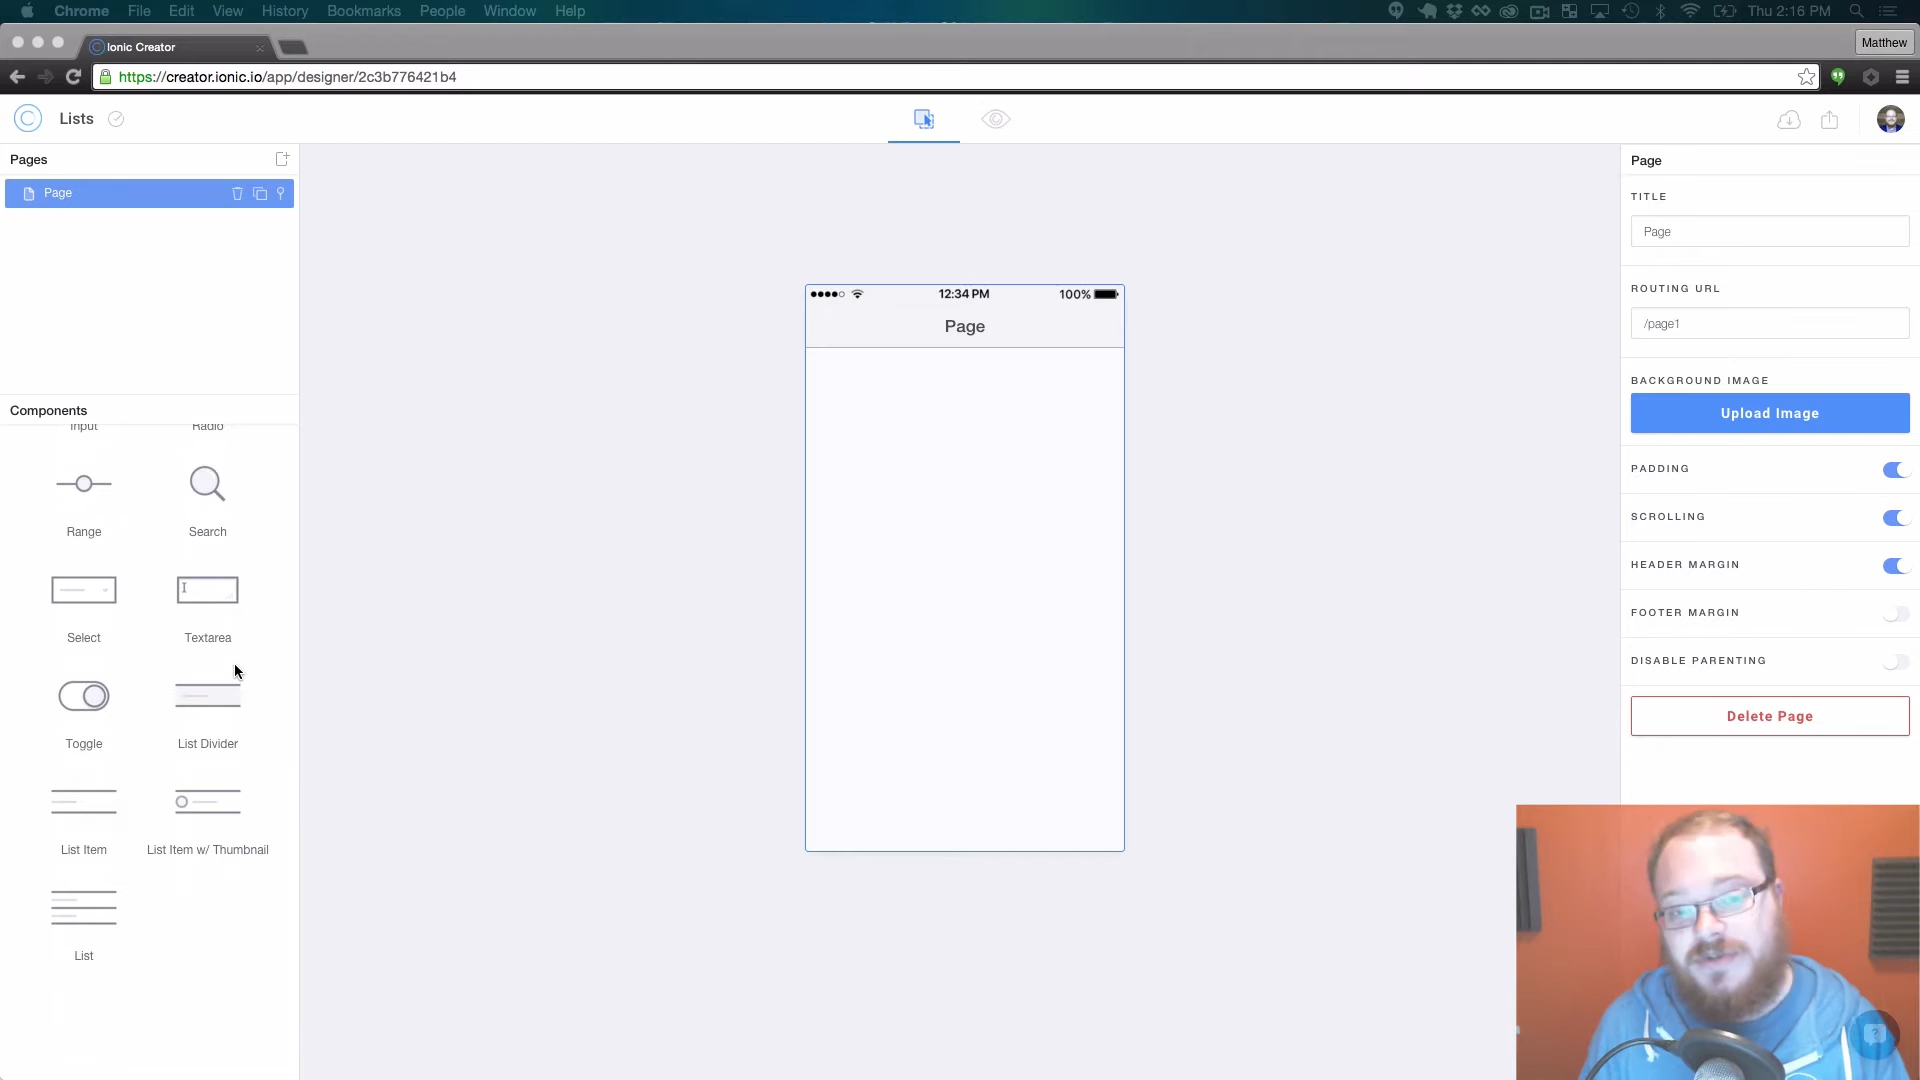 Chrome File Edit View History Bookmarks People Window Help
Thu 2:16 PM
Ionic Creator
Matthew
https://creator.ionic.io/app/designer/2c3b776421b4
Lists
Pages
Page
Components
Input Radio
Range Search
Select Textarea
Toggle List Divider
List Item List Item w/ Thumbnail
List
12:34 PM 100%
Page
Page
TITLE
Page
ROUTING URL
/page1
BACKGROUND IMAGE
Upload Image
PADDING
SCROLLING
HEADER MARGIN
FOOTER MARGIN
DISABLE PARENTING
Delete Page